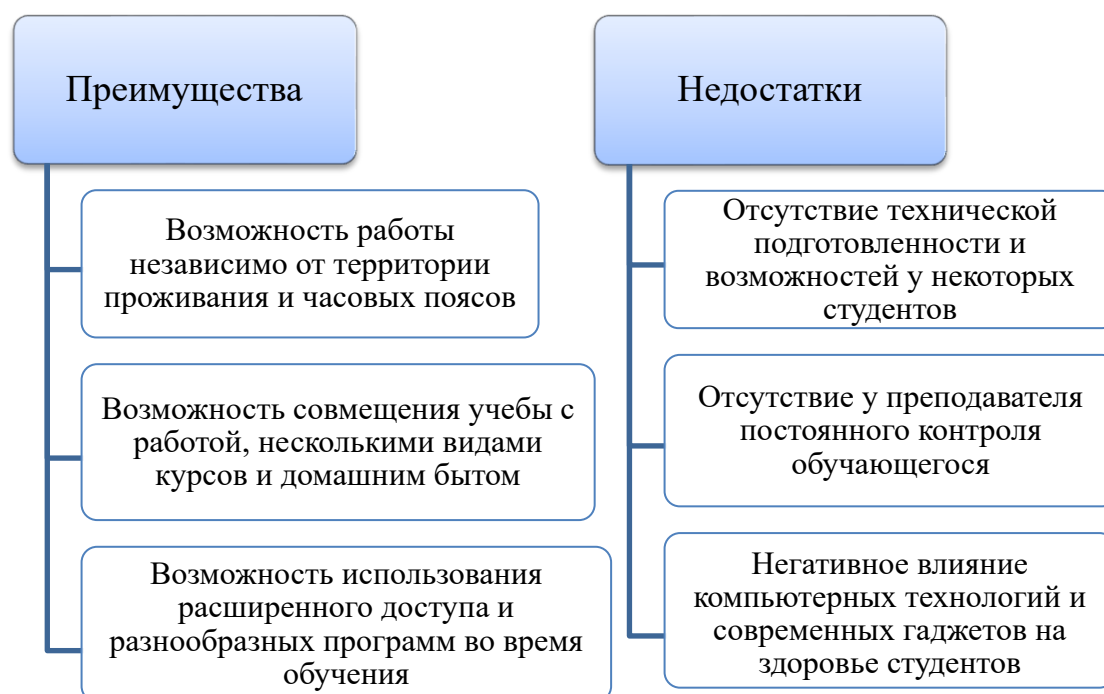 Преимущества
Возможность работы
независимо от территории
проживания и часовых поясов
Возможность совмещения учебы с
работой, несколькими видами
курсов и домашним бытом
Возможность использования
расширенного доступа и
разнообразных программ во время
обучения
Недостатки
Отсутствие технической
подготовленности и
возможностей у некоторых
студентов
Отсутствие у преподавателя
постоянного контроля
обучающегося
Негативное влияние
компьютерных технологий и
современных гаджетов на
здоровье студентов